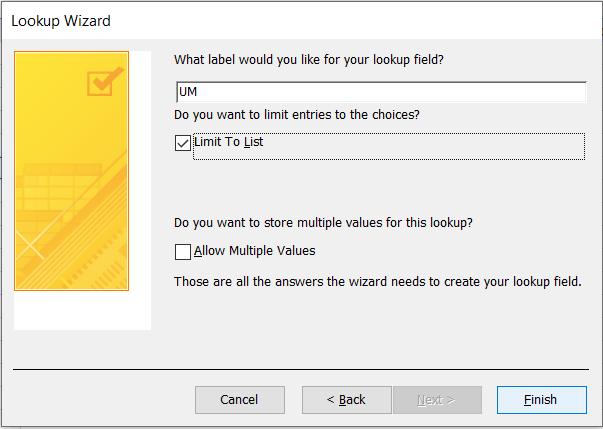 Lookup Wizard
What label would you like for your lookup field?
UM
Do you want to limit entries to the choices?
Limit To List
Do you want to store multiple values for this lookup?
Allow Multiple Values
Those are all the answers the wizard needs to create your lookup field.
Cancel
< Back
Next >
Finish